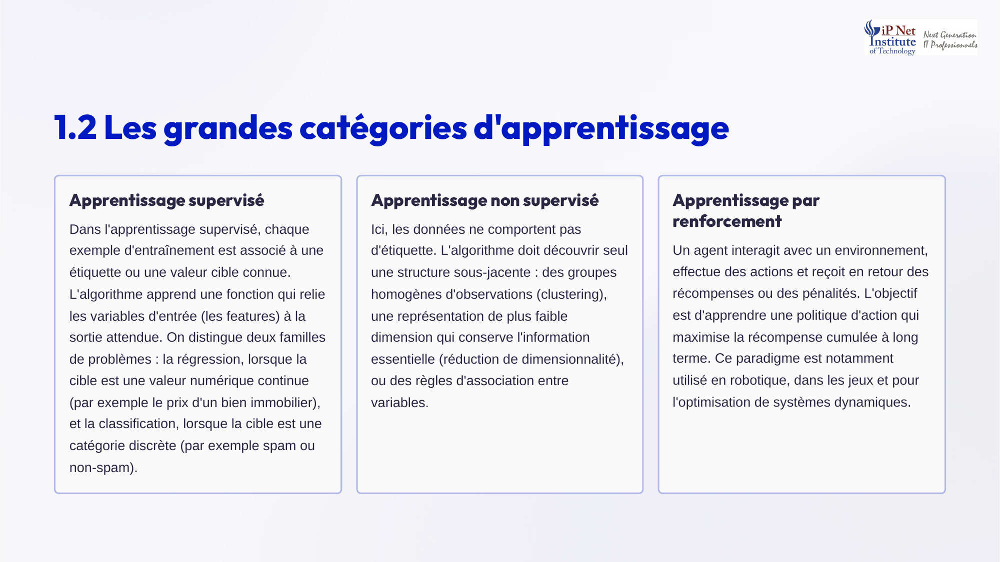 iP Net
Institute
of Technology
Next Generation
IT Professionnels
1.2 Les grandes catégories d'apprentissage
Apprentissage supervisé
Dans l'apprentissage supervisé, chaque
exemple d'entraînement est associé à une
étiquette ou une valeur cible connue.
L'algorithme apprend une fonction qui relie
les variables d'entrée (les features) à la
sortie attendue. On distingue deux familles
de problèmes : la régression, lorsque la
cible est une valeur numérique continue
(par exemple le prix d'un bien immobilier),
et la classification, lorsque la cible est une
catégorie discrète (par exemple spam ou
non-spam).
Apprentissage non supervisé
Ici, les données ne comportent pas
d'étiquette. L'algorithme doit découvrir seul
une structure sous-jacente : des groupes
homogènes d'observations (clustering),
une représentation de plus faible
dimension qui conserve l'information
essentielle (réduction de dimensionnalité),
ou des règles d'association entre
variables.
Apprentissage par
renforcement
Un agent interagit avec un environnement,
effectue des actions et reçoit en retour des
récompenses ou des pénalités. L'objectif
est d'apprendre une politique d'action qui
maximise la récompense cumulée à long
terme. Ce paradigme est notamment
utilisé en robotique, dans les jeux et pour
l'optimisation de systèmes dynamiques.